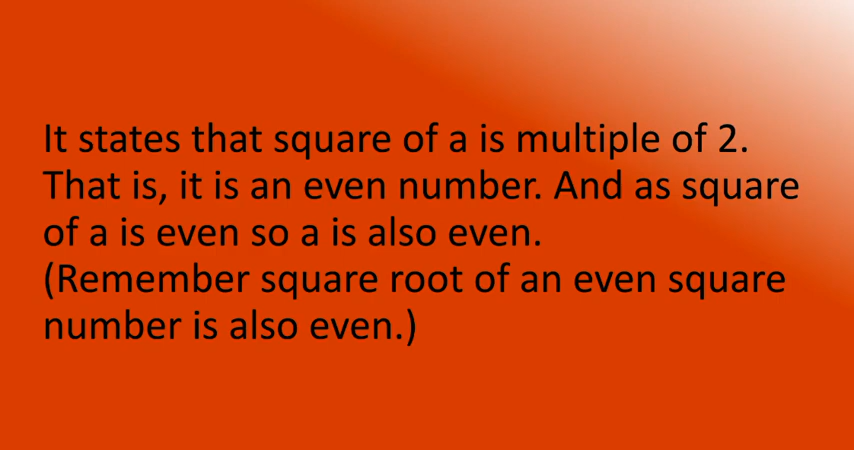 It states that square of a is multiple of 2.
That is, it is an even number. And as square
of a is even so a is also even.
(Remember square root of an even square
number is also even.)